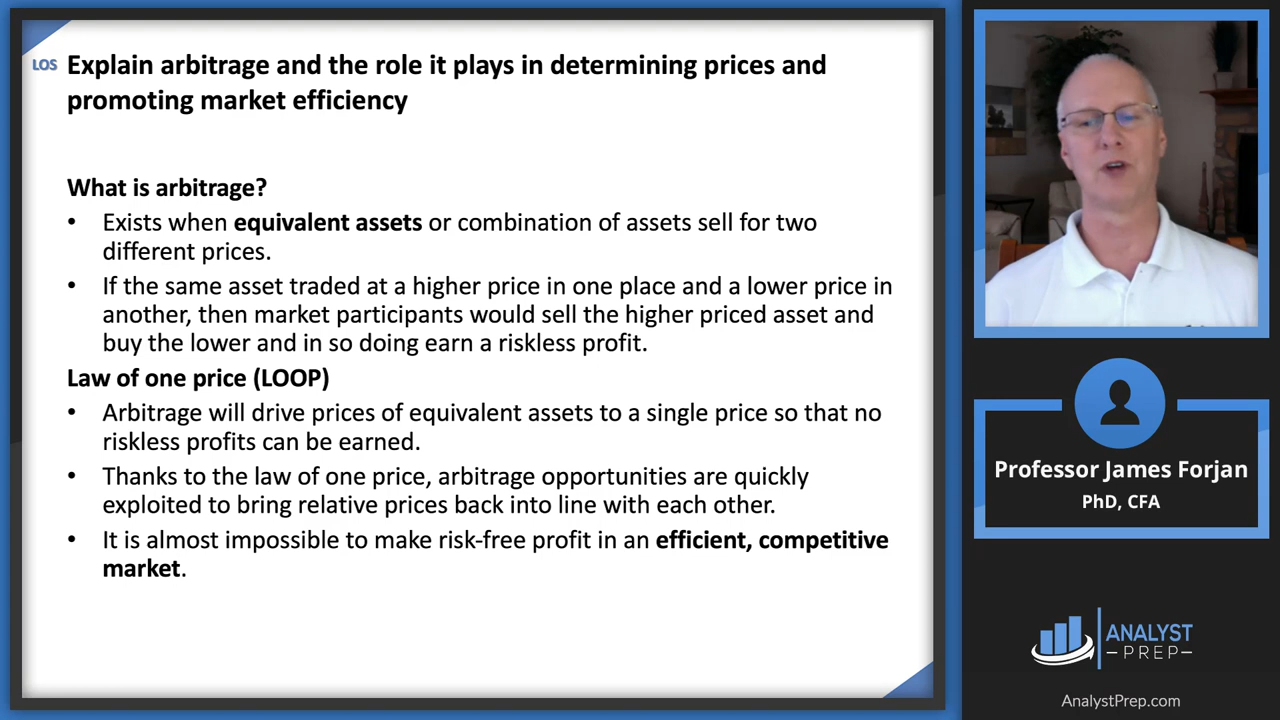 LOS
Explain arbitrage and the role it plays in determining prices and
promoting market efficiency
What is arbitrage?
• Exists when equivalent assets or combination of assets sell for two
different prices.
• If the same asset traded at a higher price in one place and a lower price in
another, then market participants would sell the higher priced asset and
buy the lower and in so doing earn a riskless profit.
Law of one price (LOOP)
• Arbitrage will drive prices of equivalent assets to a single price so that no
riskless profits can be earned.
• Thanks to the law of one price, arbitrage opportunities are quickly
exploited to bring relative prices back into line with each other.
• It is almost impossible to make risk-free profit in an efficient, competitive
market.
Professor James Forjan
PhD, CFA
ANALYST
–PREP–
AnalystPrep.com